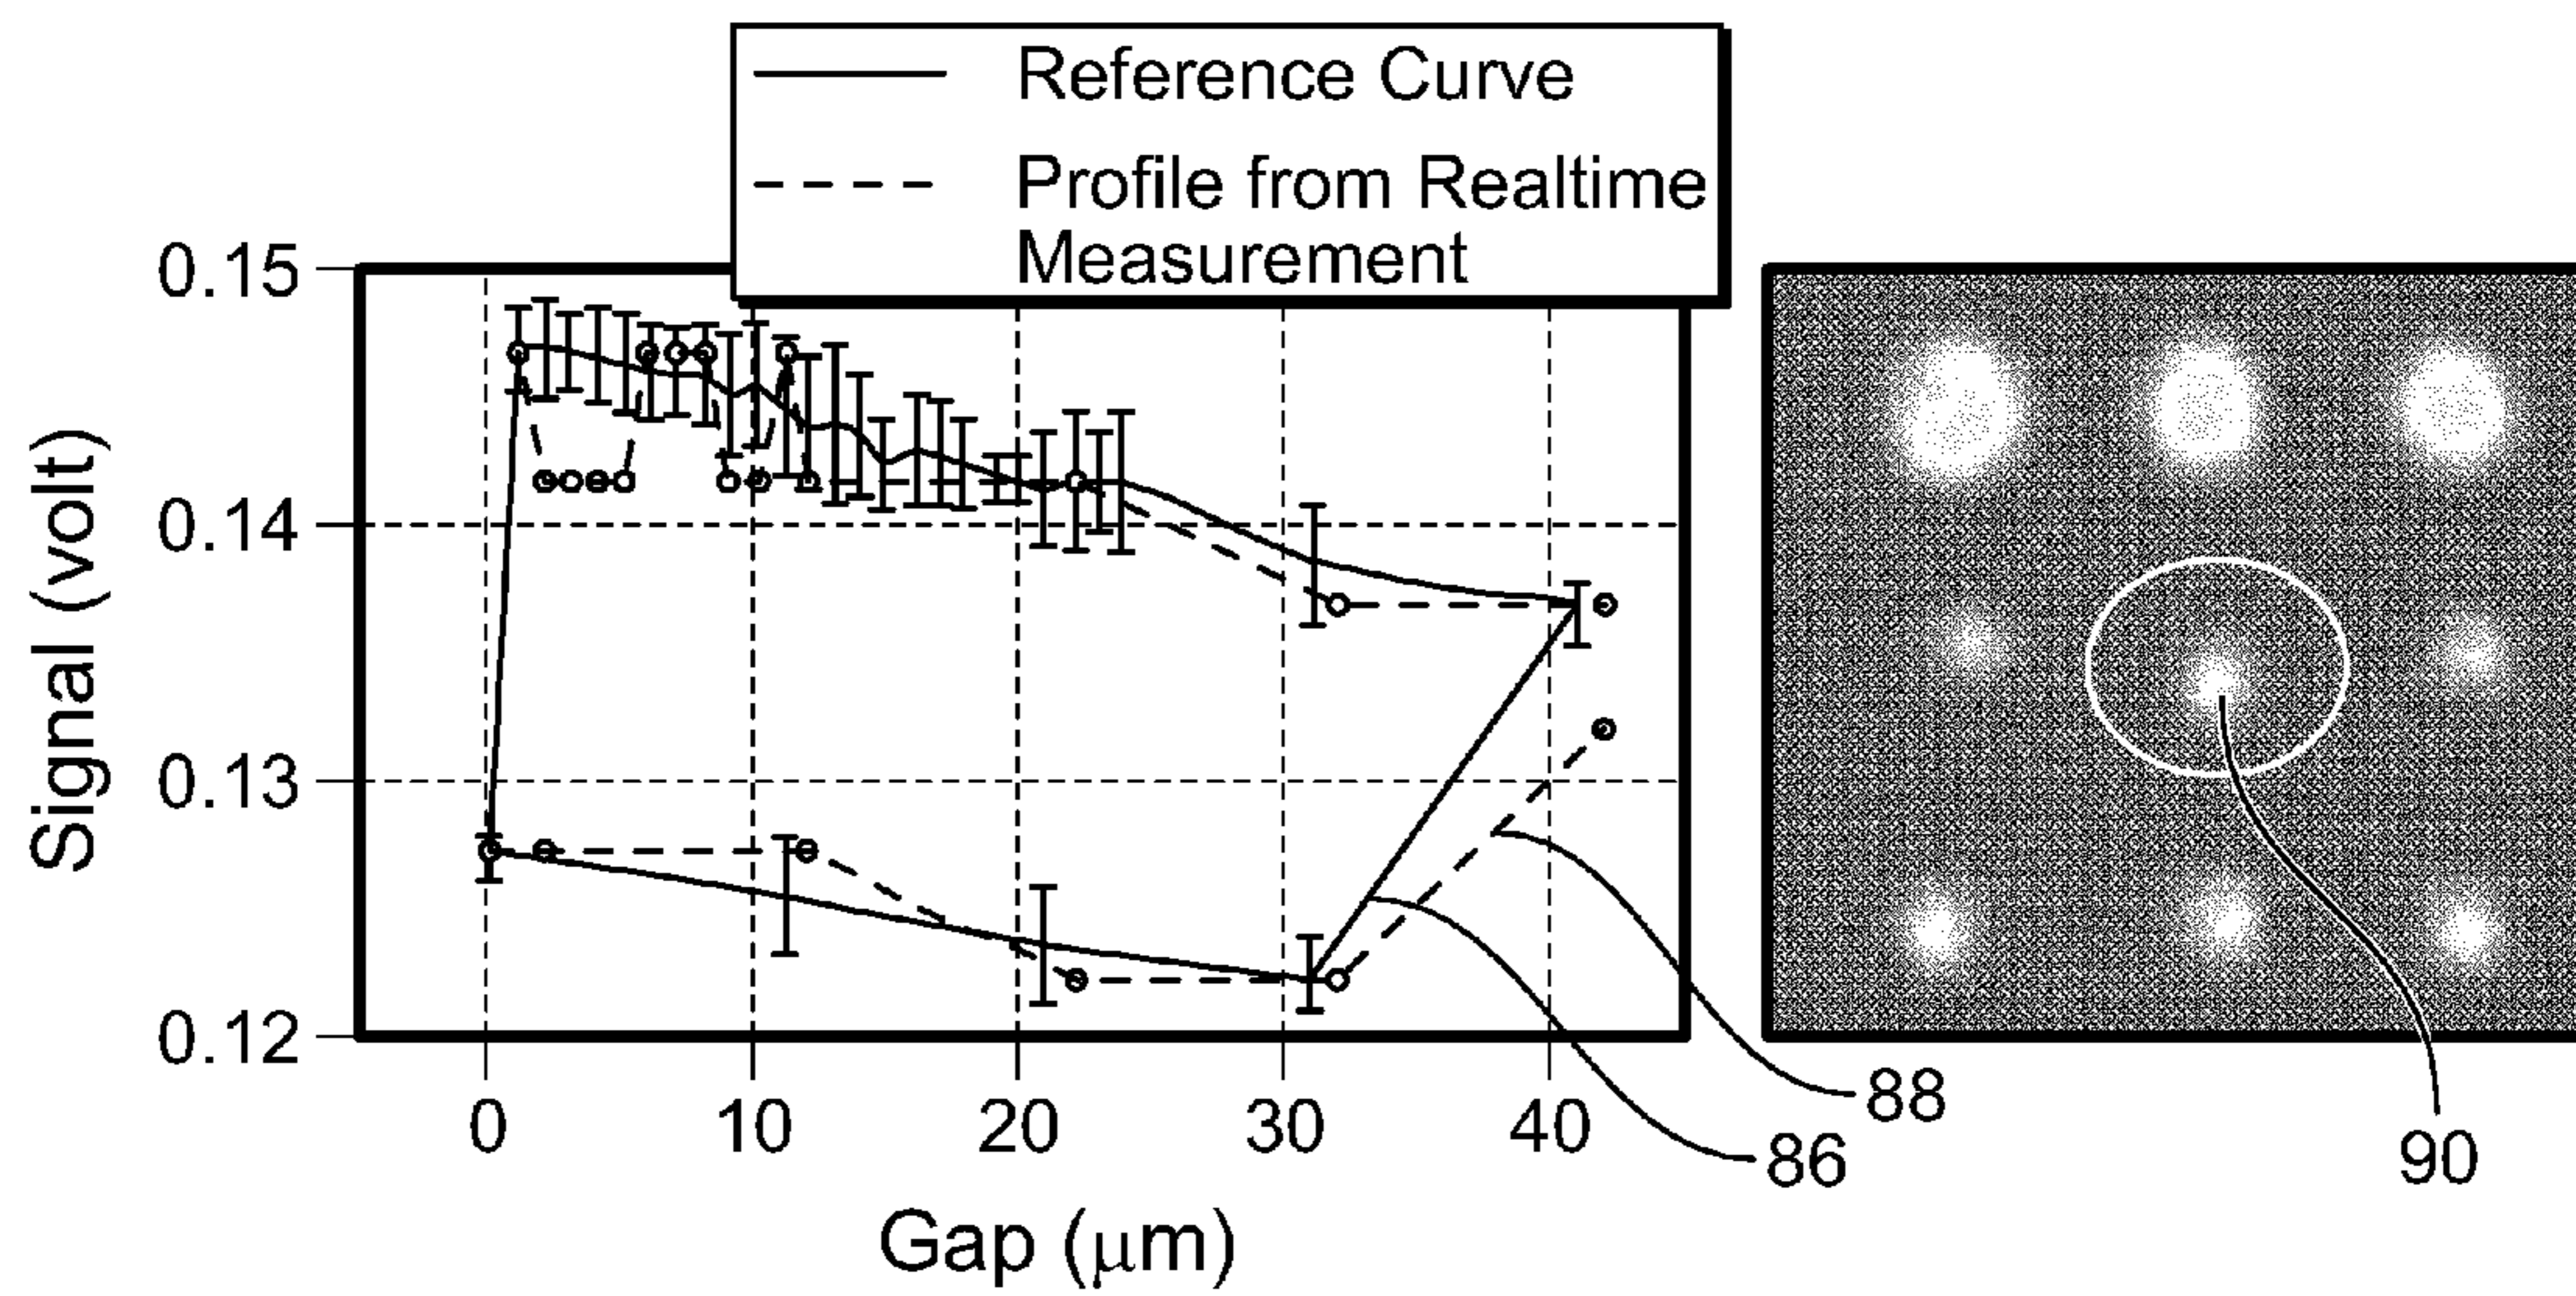 Reference Curve
Profile from Realtime
Measurement
0.15
0.14
0.13
0.12
Signal (volt)
0
10
20
30
40
Gap (μm)
88
86
90